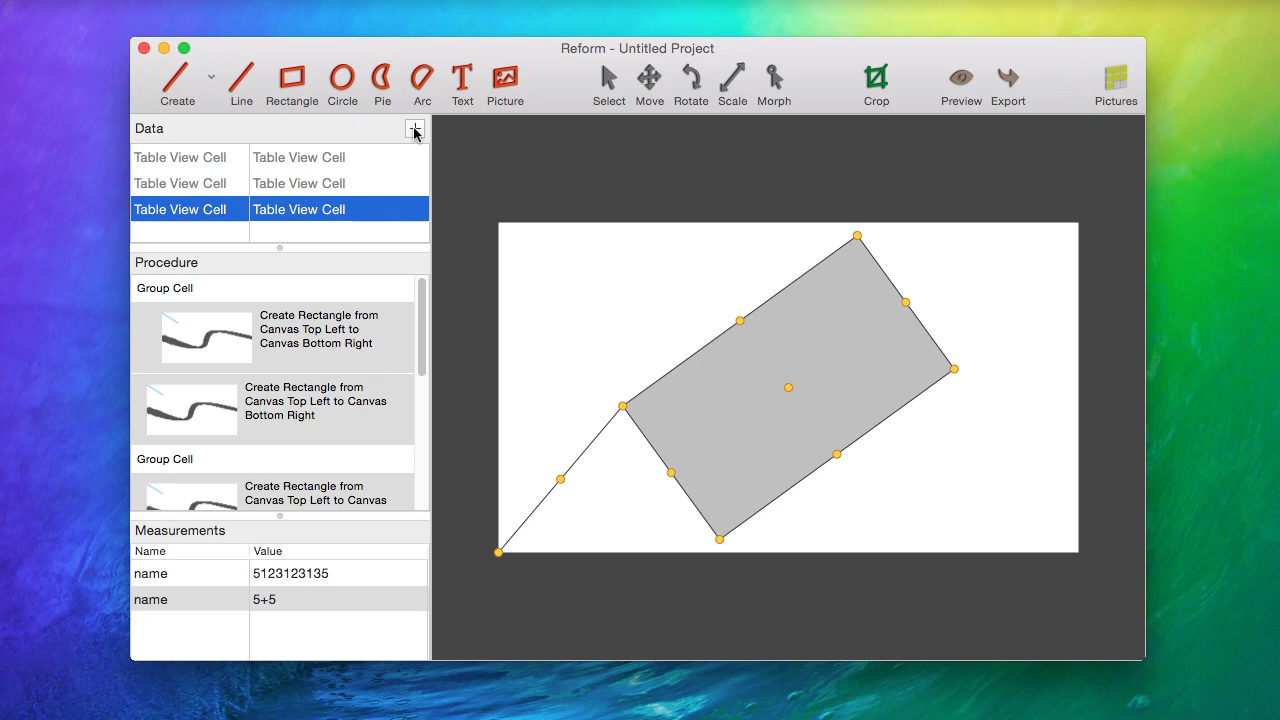 Reform - Untitled Project
Create Line Rectangle Circle Pie Arc Text Picture Select Move Rotate Scale Morph Crop Preview Export Pictures
Data
Table View Cell Table View Cell
Table View Cell Table View Cell
Table View Cell Table View Cell
Procedure
Group Cell
Create Rectangle from
Canvas Top Left to
Canvas Bottom Right
Create Rectangle from
Canvas Top Left to Canvas
Bottom Right
Group Cell
Create Rectangle from
Canvas Top Left to Canvas
Measurements
Name Value
name 5123123135
name 5+5